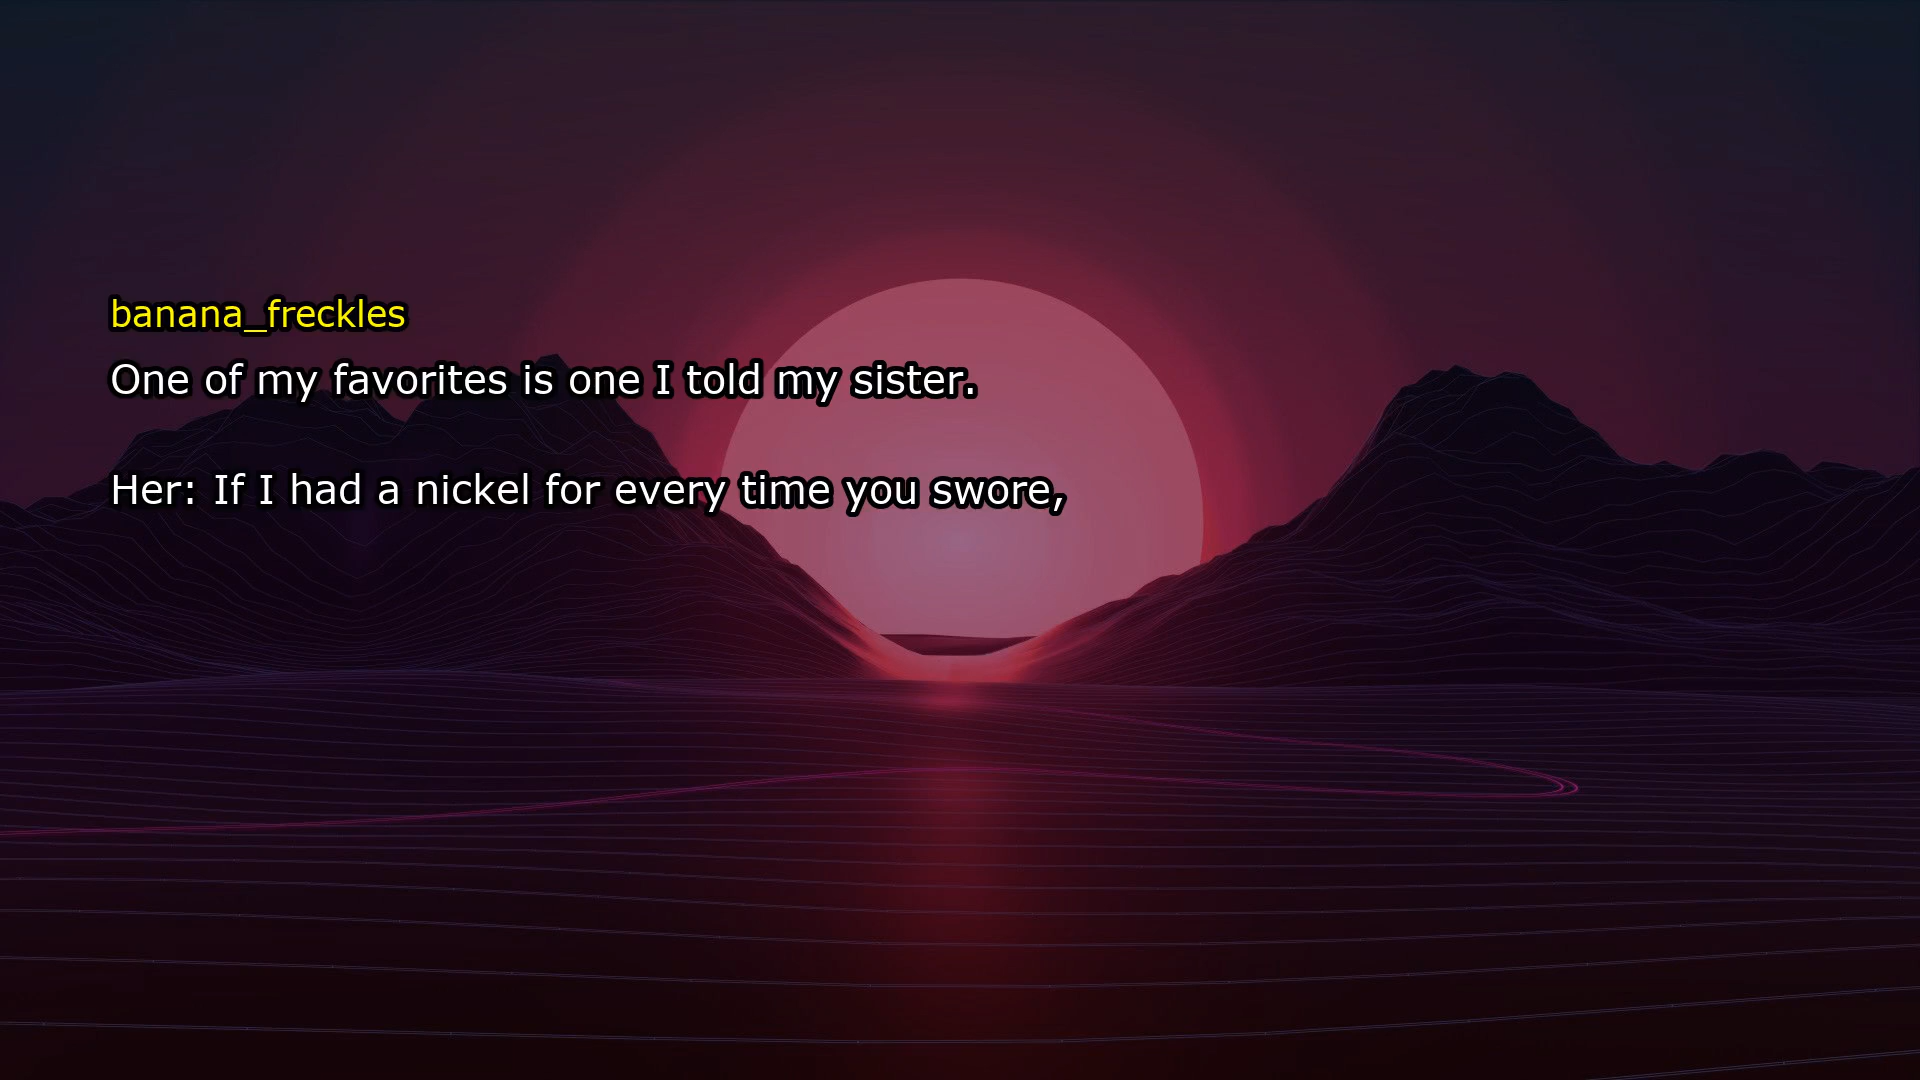 banana_freckles
One of my favorites is one I told my sister.
Her: If I had a nickel for every time you swore,